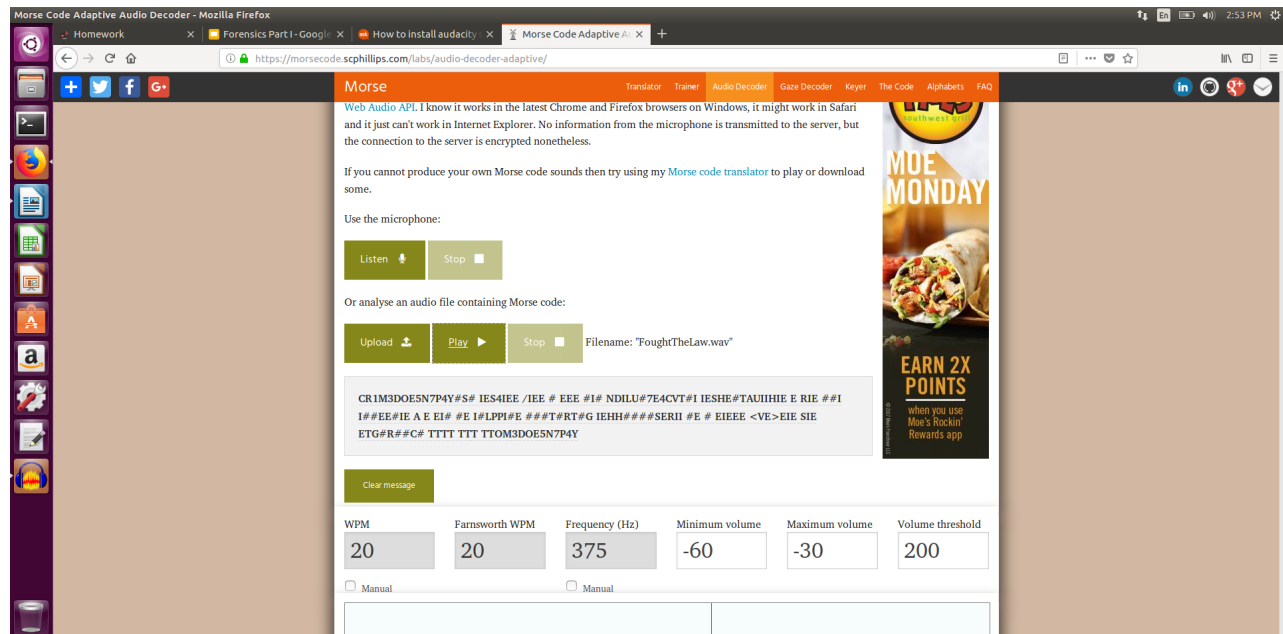 Morse Code Adaptive Audio Decoder - Mozilla Firefox
En
2:53 PM
Homework
Forensics Part I - Google
How to install audacity
Morse Code Adaptive A
https://morsecode.scphillips.com/labs/audio-decoder-adaptive/
Morse
Translator Trainer Audio Decoder Gaze Decoder Keyer The Code Alphabets FAQ
Web Audio API. I know it works in the latest Chrome and Firefox browsers on Windows, it might work in Safari
and it just can't work in Internet Explorer. No information from the microphone is transmitted to the server, but
the connection to the server is encrypted nonetheless.
If you cannot produce your own Morse code sounds then try using my Morse code translator to play or download
some.
Use the microphone:
Listen
Stop
Or analyse an audio file containing Morse code:
Upload
Play
Stop
Filename: "FoughtTheLaw.wav"
CR1M3DOE5N7P4Y#S# IES4IEE /IEE # EEE #I# NDILU#7E4CVT#I IESHE#TAUIIHIE E RIE ##I
I##EE#IE A E EI# #E I#LPPI#E ###T#RT#G IEHH####SERII #E # EIEEE <VE>EIE SIE
ETG#R##C# TTTT TTT TTOM3DOE5N7P4Y
Clear message
WPM
20
Farnsworth WPM
20
Frequency (Hz)
375
Minimum volume
-60
Maximum volume
-30
Volume threshold
200
Manual
Manual
southwest grill
MOE
MONDAY
EARN 2X
POINTS
when you use
Moe's Rockin'
Rewards app